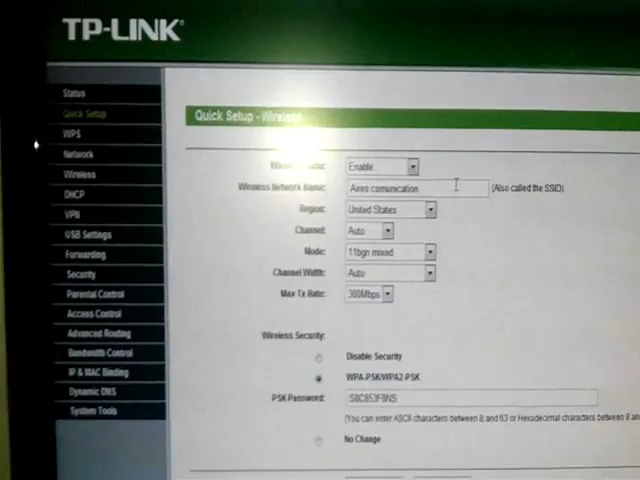 TP-LINK®
Status
Quick Setup
WPS
Network
Wireless
DHCP
VPN
USB Settings
Forwarding
Security
Parental Control
Access Control
Advanced Routing
Bandwidth Control
IP & MAC Binding
Dynamic DNS
System Tools
Quick Setup - Wireless
Enable
Wireless Network Name: Aires comunication (Also called the SSID)
Region: United States
Channel: Auto
Mode: 11bgn mixed
Channel Width: Auto
Max Tx Rate: 300Mbps
Wireless Security:
Disable Security
WPA-PSK/WPA2-PSK
PSK Password:
(You can enter ASCII characters between 8 and 63 or Hexadecimal characters between 8 an
No Change